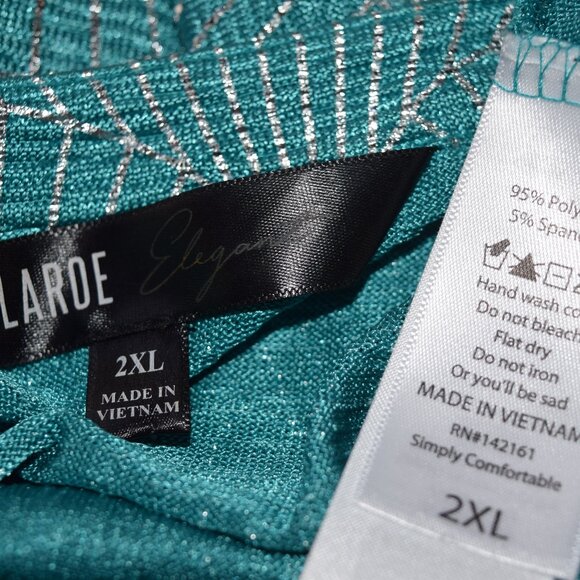 LAROE Elegant
2XL
MADE IN
VIETNAM
95% Poly
5% Span
Hand wash co
Do not bleach
Flat dry
Do not iron
Or you'll be sad
MADE IN VIETNAM
RN#142161
Simply Comfortable
2XL